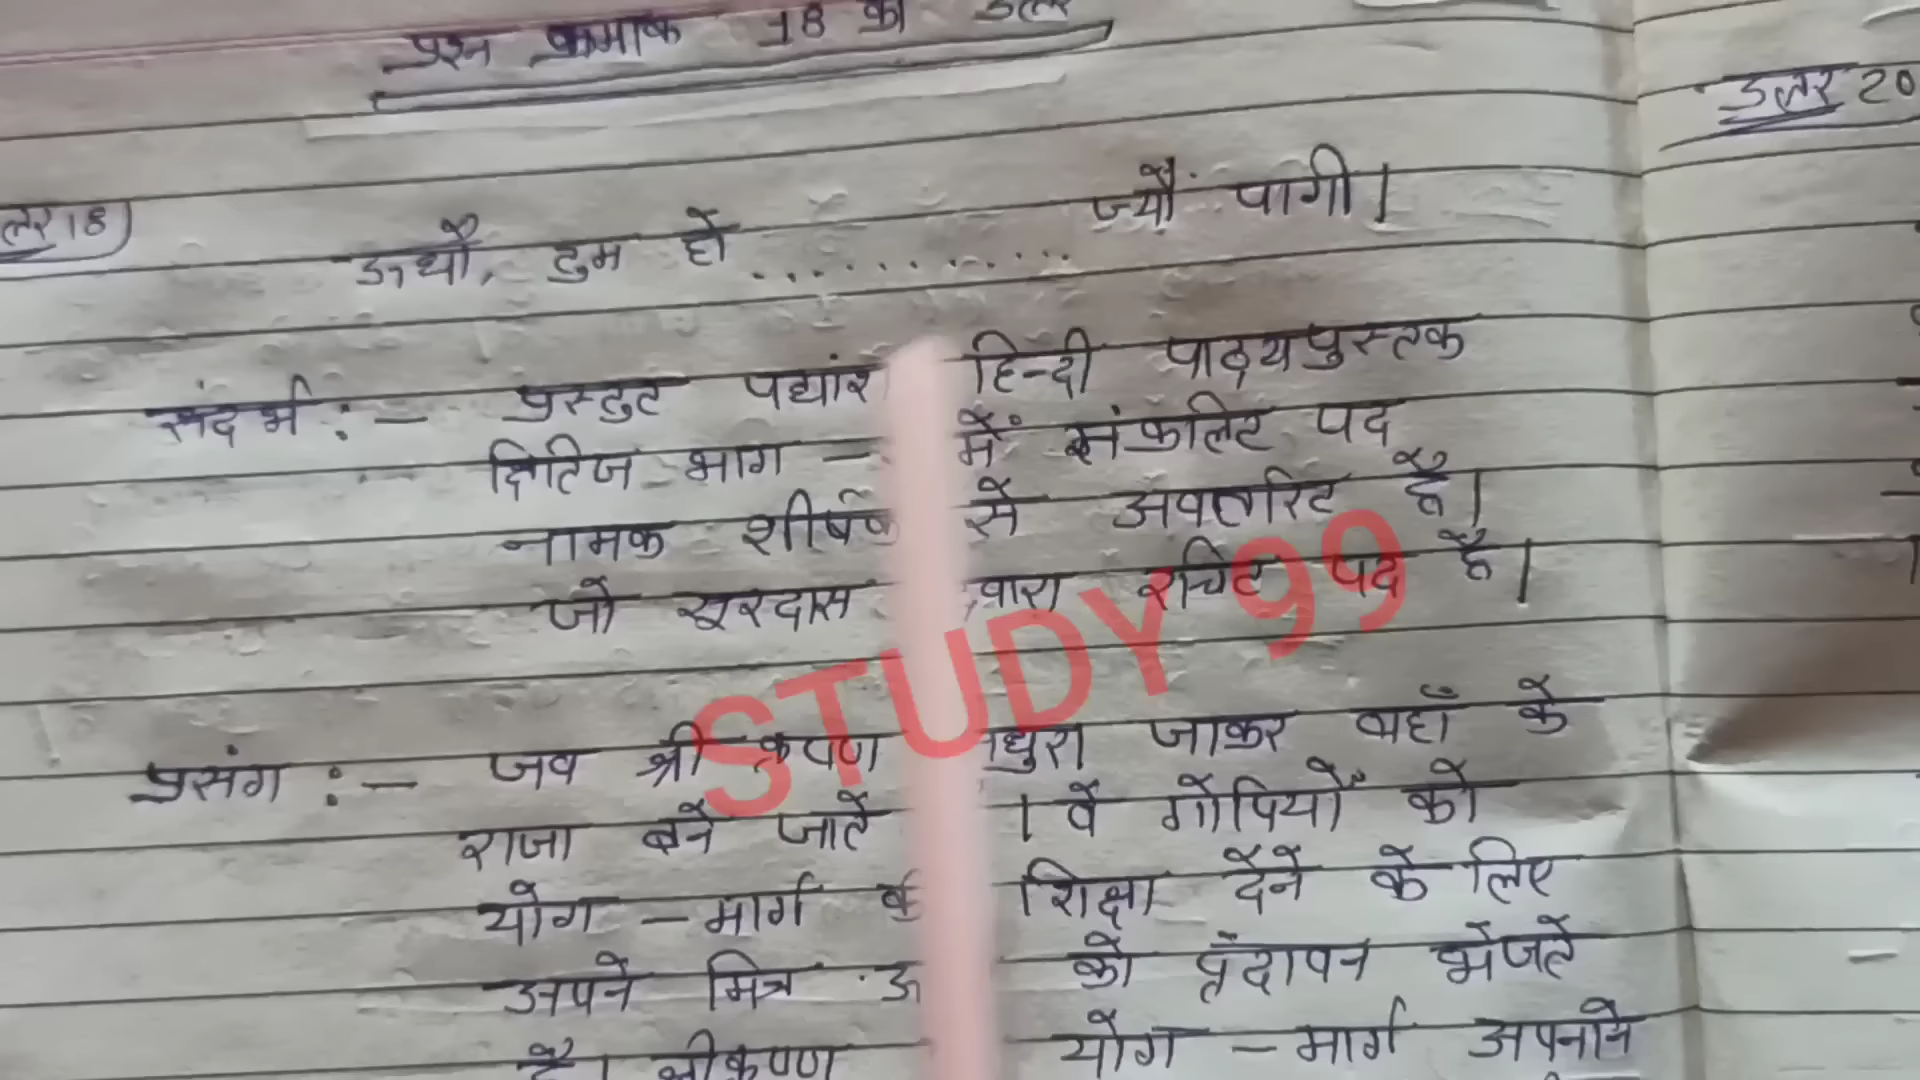 प्रश्न क्रमांक 18 का उत्तर
उत्तर 20
त्तर 18
ऊधौ, तुम हो ............ ज्यौं पागी।
संदर्भ :— प्रस्तुत पद्यांश हिन्दी पाठ्यपुस्तक
क्षितिज भाग — में संकलित पद
नामक शीर्षक से अवतरित है।
जो सूरदास द्वारा रचित पद है।
STUDY 99
प्रसंग :— जब श्री कृष्ण मथुरा जाकर वहाँ के
राजा बने जाते । वे गोपियों को
योग — मार्ग की शिक्षा देने के लिए
अपने मित्र को वृंदावन भेजते
है। श्रीकृष्ण योग — मार्ग अपनाने